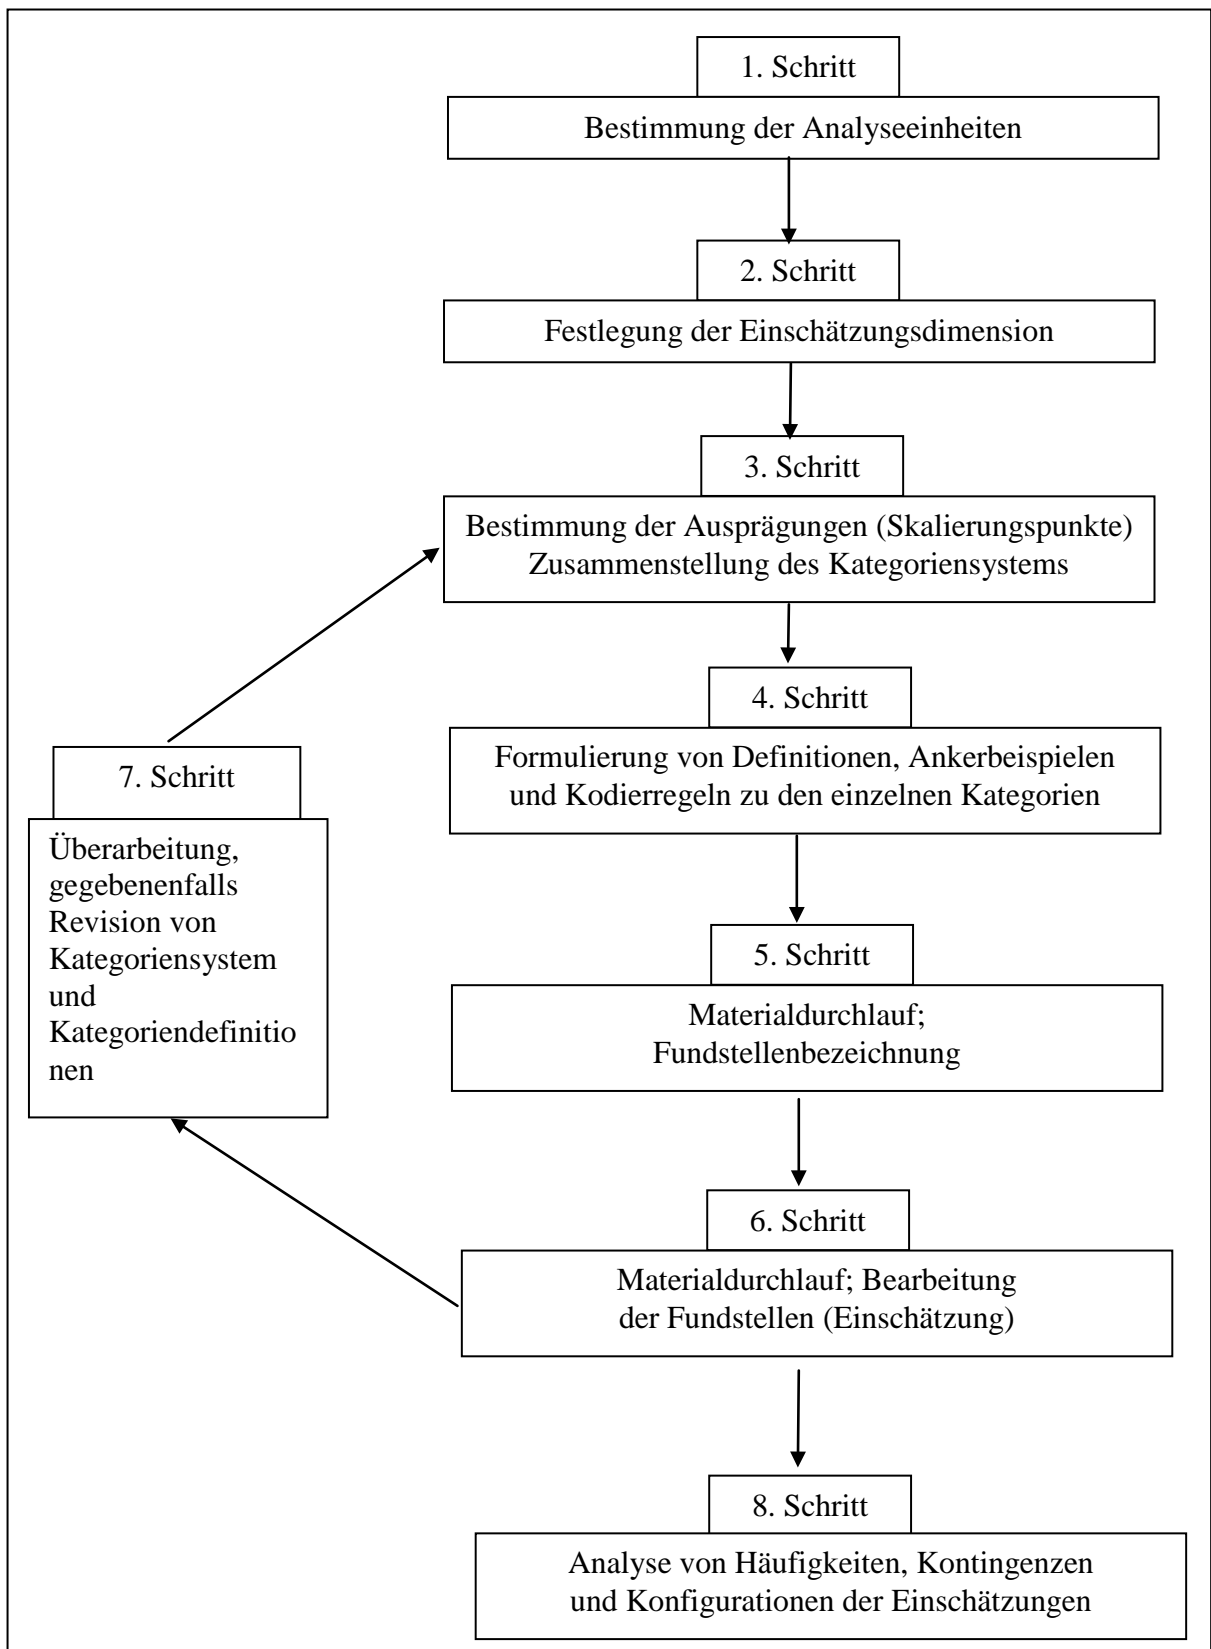 1. Schritt
Bestimmung der Analyseeinheiten
2. Schritt
Festlegung der Einschätzungsdimension
3. Schritt
Bestimmung der Ausprägungen (Skalierungspunkte)
Zusammenstellung des Kategoriensystems
4. Schritt
Formulierung von Definitionen, Ankerbeispielen
und Kodierregeln zu den einzelnen Kategorien
7. Schritt
Überarbeitung,
gegebenenfalls
Revision von
Kategoriensystem
und
Kategoriendefinitio
nen
5. Schritt
Materialdurchlauf;
Fundstellenbezeichnung
6. Schritt
Materialdurchlauf; Bearbeitung
der Fundstellen (Einschätzung)
8. Schritt
Analyse von Häufigkeiten, Kontingenzen
und Konfigurationen der Einschätzungen